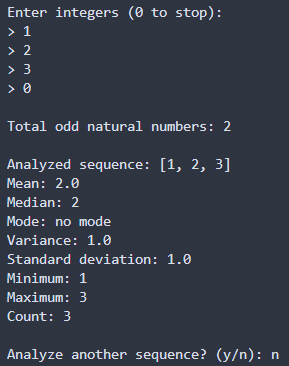 Enter integers (0 to stop):
> 1
> 2
> 3
> 0
Total odd natural numbers: 2
Analyzed sequence: [1, 2, 3]
Mean: 2.0
Median: 2
Mode: no mode
Variance: 1.0
Standard deviation: 1.0
Minimum: 1
Maximum: 3
Count: 3
Analyze another sequence? (y/n): n